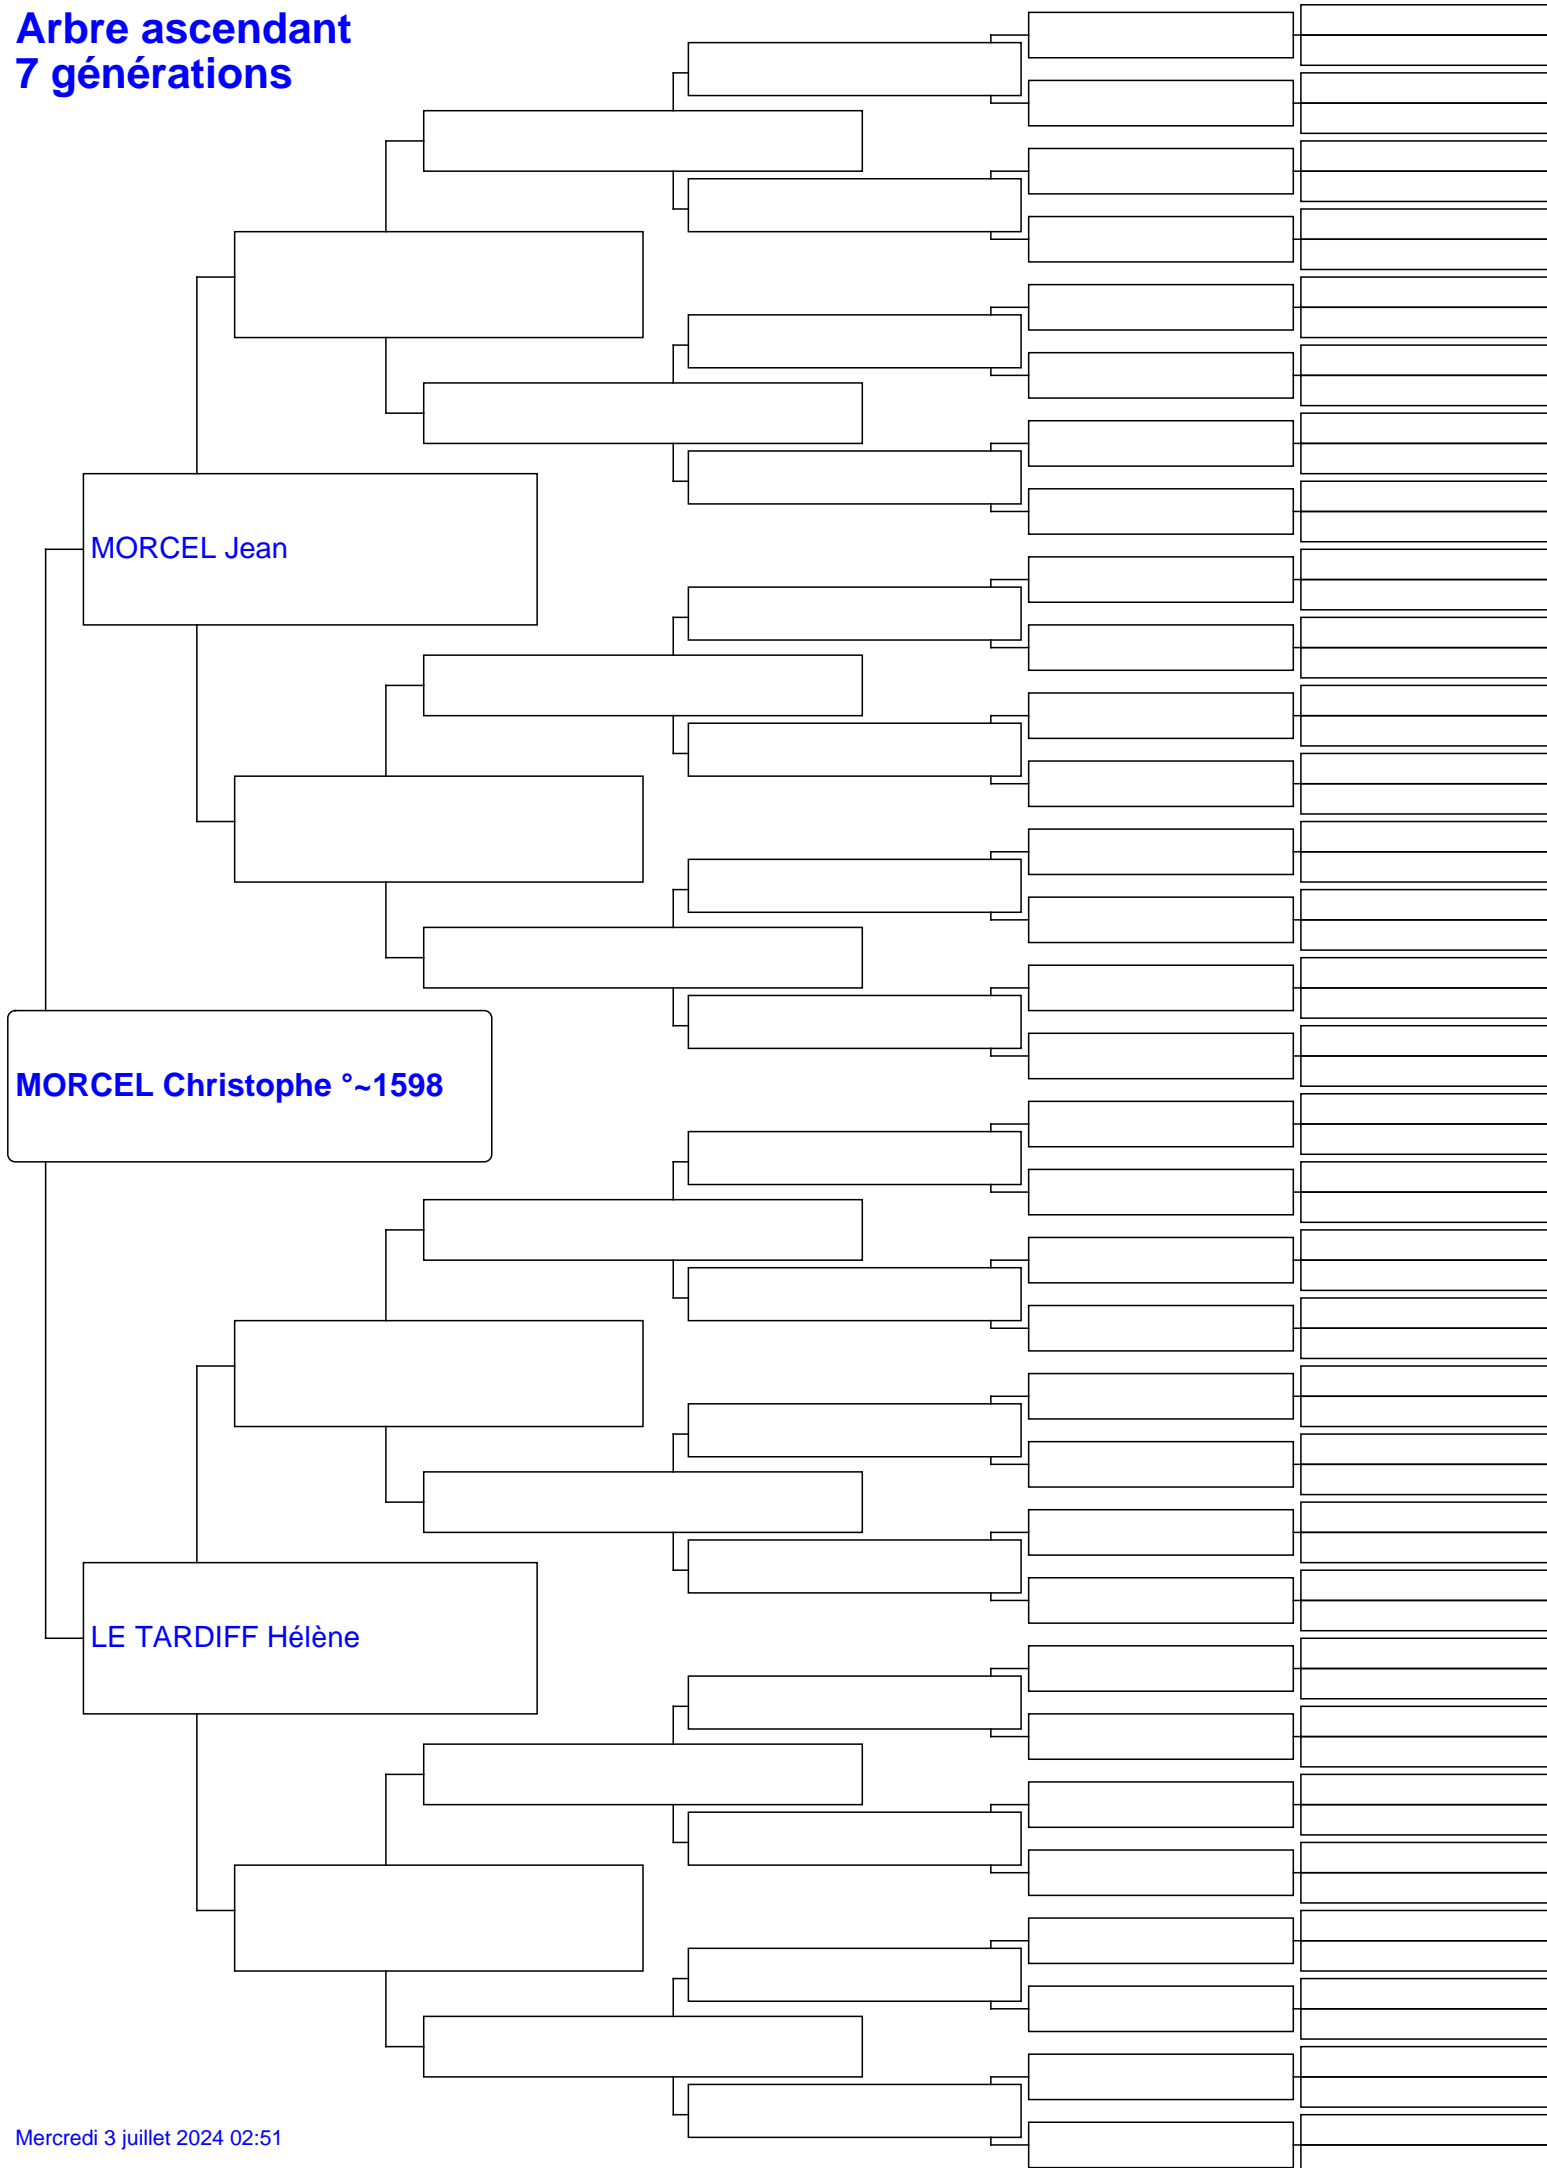 Arbre ascendant
7 générations
MORCEL Jean
MORCEL Christophe °~1598
LE TARDIFF Hélène
Mercredi 3 juillet 2024 02:51